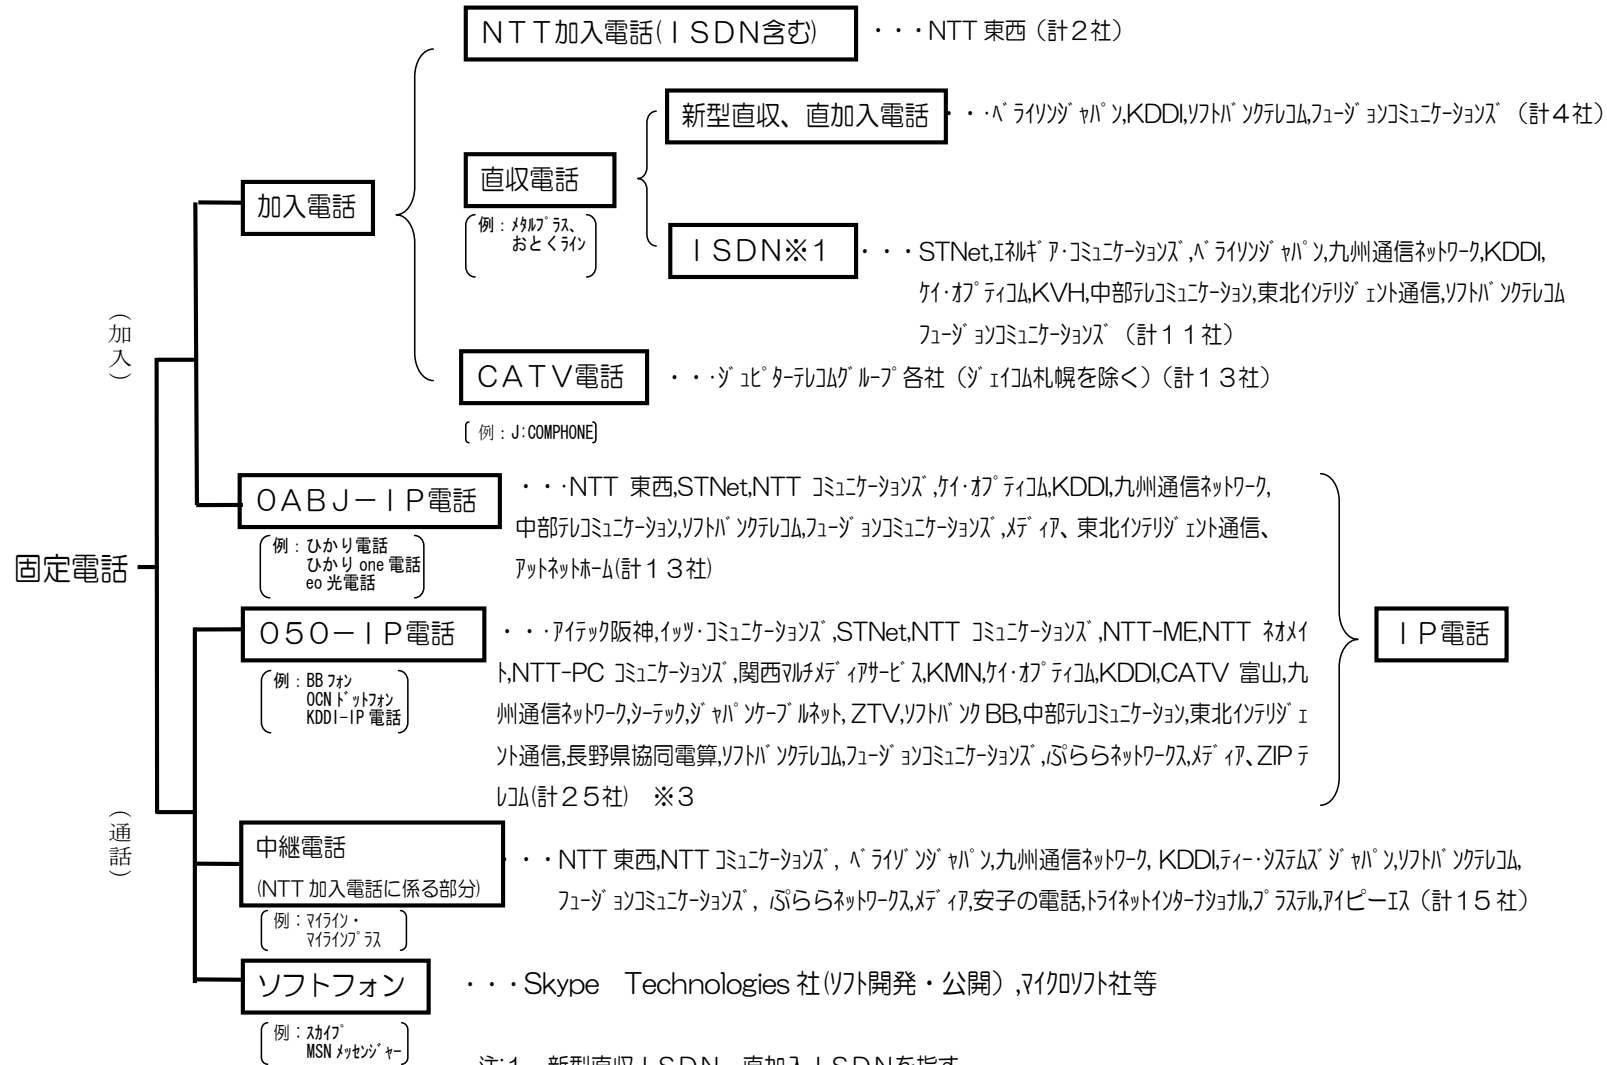 NTT加入電話(ISDN含む) ・・・NTT東西（計2社）
新型直収、直加入電話 ・・・ﾍﾞﾗｲｿﾝｼﾞｬﾊﾟﾝ,KDDI,ｿﾌﾄﾊﾞﾝｸﾃﾚｺﾑ,ﾌｭｰｼﾞｮﾝｺﾐｭﾆｹｰｼｮﾝｽﾞ（計4社）
直収電話
(例：ﾒﾀﾙﾌﾟﾗｽ、
おとくﾗｲﾝ)
加入電話
ISDN※1 ・・・STNet,ｴﾈﾙｷﾞｱ･ｺﾐｭﾆｹｰｼｮﾝｽﾞ,ﾍﾞﾗｲｿﾝｼﾞｬﾊﾟﾝ,九州通信ﾈｯﾄﾜｰｸ,KDDI,
ｹｲ･ｵﾌﾟﾃｨｺﾑ,KVH,中部ﾃﾚｺﾐｭﾆｹｰｼｮﾝ,東北ｲﾝﾃﾘｼﾞｪﾝﾄ通信,ｿﾌﾄﾊﾞﾝｸﾃﾚｺﾑ
ﾌｭｰｼﾞｮﾝｺﾐｭﾆｹｰｼｮﾝｽﾞ（計11社）
（加入）
CATV電話 ・・・ｼﾞｭﾋﾟﾀｰﾃﾚｺﾑｸﾞﾙｰﾌﾟ各社（ｼﾞｪｲｺﾑ札幌を除く）（計13社）
[例：J:COMPHONE]
固定電話
0ABJ－IP電話 ・・・NTT 東西,STNet,NTT ｺﾐｭﾆｹｰｼｮﾝｽﾞ,ｹｲ･ｵﾌﾟﾃｨｺﾑ,KDDI,九州通信ﾈｯﾄﾜｰｸ,
中部ﾃﾚｺﾐｭﾆｹｰｼｮﾝ,ｿﾌﾄﾊﾞﾝｸﾃﾚｺﾑ,ﾌｭｰｼﾞｮﾝｺﾐｭﾆｹｰｼｮﾝｽﾞ,ﾒﾃﾞｨｱ、東北ｲﾝﾃﾘｼﾞｪﾝﾄ通信、
ｱｯﾄﾈｯﾄﾎｰﾑ(計13社)
(例：ひかり電話
ひかりone電話
eo光電話)
050－IP電話 ・・・ｱｲﾃｯｸ阪神,ｲｯﾂ･ｺﾐｭﾆｹｰｼｮﾝｽﾞ,STNet,NTT ｺﾐｭﾆｹｰｼｮﾝｽﾞ,NTT-ME,NTT ﾈｵﾒｲ
ﾄ,NTT-PC ｺﾐｭﾆｹｰｼｮﾝｽﾞ,関西ﾏﾙﾁﾒﾃﾞｨｱｻｰﾋﾞｽ,KMN,ｹｲ･ｵﾌﾟﾃｨｺﾑ,KDDI,CATV 富山,九
州通信ﾈｯﾄﾜｰｸ,ｼｰﾃｯｸ,ｼﾞｬﾊﾟﾝｹｰﾌﾞﾙﾈｯﾄ, ZTV,ｿﾌﾄﾊﾞﾝｸBB,中部ﾃﾚｺﾐｭﾆｹｰｼｮﾝ,東北ｲﾝﾃﾘｼﾞｪ
ﾝﾄ通信,長野県協同電算,ｿﾌﾄﾊﾞﾝｸﾃﾚｺﾑ,ﾌｭｰｼﾞｮﾝｺﾐｭﾆｹｰｼｮﾝｽﾞ,ぷららﾈｯﾄﾜｰｸｽ,ﾒﾃﾞｨｱ、ZIPﾃ
ﾚｺﾑ(計25社) ※3
(例：BBﾌｫﾝ
OCNﾄﾞｯﾄﾌｫﾝ
KDDI-IP電話)
IP電話
（通話）
中継電話
(NTT加入電話に係る部分)
・・・NTT東西,NTTｺﾐｭﾆｹｰｼｮﾝｽﾞ, ﾍﾞﾗｲｿﾞﾝｼﾞｬﾊﾟﾝ,九州通信ﾈｯﾄﾜｰｸ, KDDI,ﾃｨｰ･ｼｽﾃﾑｽﾞｼﾞｬﾊﾟﾝ,ｿﾌﾄﾊﾞﾝｸﾃﾚｺﾑ,
ﾌｭｰｼﾞｮﾝｺﾐｭﾆｹｰｼｮﾝｽﾞ, ぷららﾈｯﾄﾜｰｸｽ,ﾒﾃﾞｨｱ,安子の電話,ﾄﾗｲﾈｯﾄｲﾝﾀｰﾅｼｮﾅﾙ,ﾌﾟﾗｽﾃﾙ,ｱｲピーｴｽ（計15社）
(例：ﾏｲﾗｲﾝ・
ﾏｲﾗｲﾝﾌﾟﾗｽ)
ソフトフォン ・・・Skype Technologies社(ｿﾌﾄ開発・公開）,ﾏｲｸﾛｿﾌﾄ社等
(例：ｽｶｲﾌﾟ
MSNﾒｯｾﾝｼﾞｬｰ)
注:1 新型直収ISDN、直加入ISDNを指す